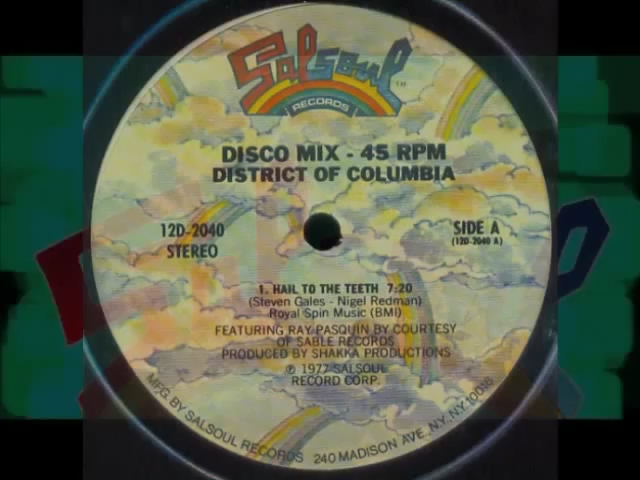 Salsoul TM
RECORDS
DISCO MIX - 45 RPM
DISTRICT OF COLUMBIA
12D-2040
STEREO
SIDE A
(12D-2040 A)
1. HAIL TO THE TEETH 7:20
(Steven Gales - Nigel Redman)
Royal Spin Music (BMI)
FEATURING RAY PASQUIN BY COURTESY
OF SABLE RECORDS
PRODUCED BY SHAKKA PRODUCTIONS
℗ 1977 SALSOUL
RECORD CORP.
MFG. BY SALSOUL RECORDS 240 MADISON AVE., NY, NY. 10016